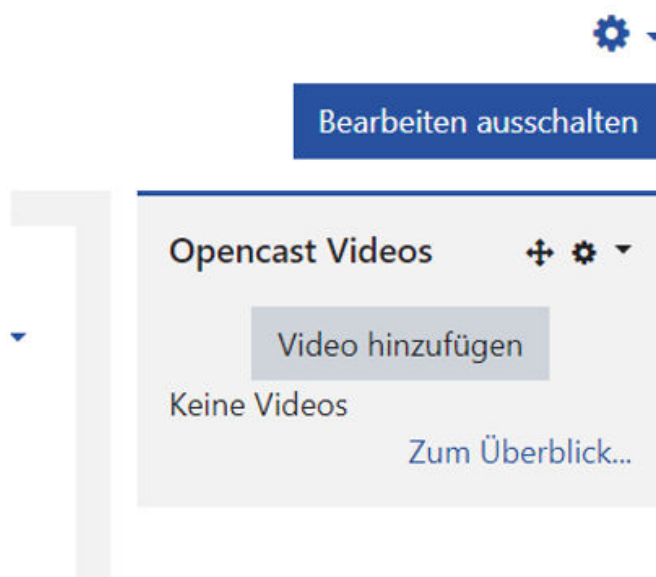 Bearbeiten ausschalten
Opencast Videos
Video hinzufügen
Keine Videos
Zum Überblick...